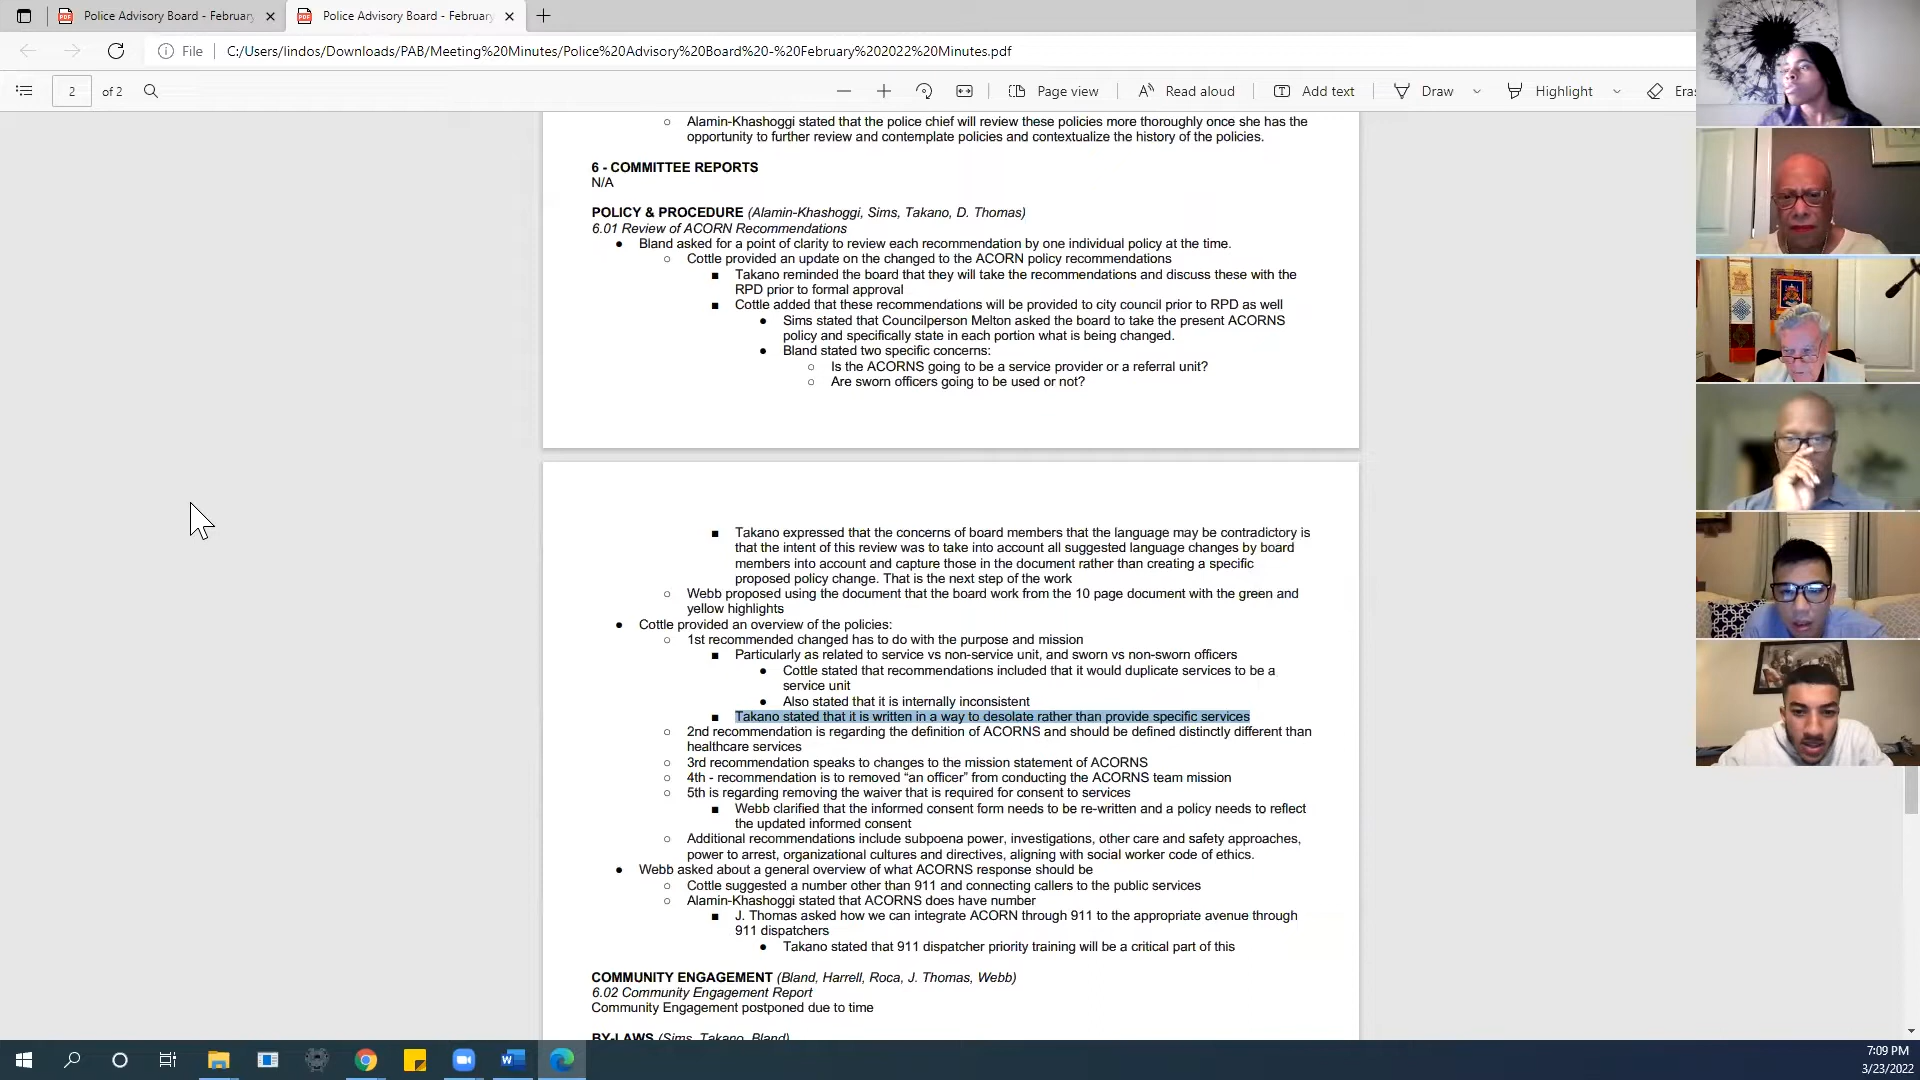 Police Advisory Board - February
Police Advisory Board - February
File
C:/Users/lindos/Downloads/PAB/Meeting%20Minutes/Police%20Advisory%20Board%20-%20February%202022%20Minutes.pdf
2 of 2
Page view
Read aloud
Add text
Draw
Highlight
Eras
Alamin-Khashoggi stated that the police chief will review these policies more thoroughly once she has the
opportunity to further review and contemplate policies and contextualize the history of the policies.
6 - COMMITTEE REPORTS
N/A
POLICY & PROCEDURE (Alamin-Khashoggi, Sims, Takano, D. Thomas)
6.01 Review of ACORN Recommendations
Bland asked for a point of clarity to review each recommendation by one individual policy at the time.
Cottle provided an update on the changed to the ACORN policy recommendations
Takano reminded the board that they will take the recommendations and discuss these with the
RPD prior to formal approval
Cottle added that these recommendations will be provided to city council prior to RPD as well
Sims stated that Councilperson Melton asked the board to take the present ACORNS
policy and specifically state in each portion what is being changed.
Bland stated two specific concerns:
Is the ACORNS going to be a service provider or a referral unit?
Are sworn officers going to be used or not?
Takano expressed that the concerns of board members that the language may be contradictory is
that the intent of this review was to take into account all suggested language changes by board
members into account and capture those in the document rather than creating a specific
proposed policy change. That is the next step of the work
Webb proposed using the document that the board work from the 10 page document with the green and
yellow highlights
Cottle provided an overview of the policies:
1st recommended changed has to do with the purpose and mission
Particularly as related to service vs non-service unit, and sworn vs non-sworn officers
Cottle stated that recommendations included that it would duplicate services to be a
service unit
Also stated that it is internally inconsistent
Takano stated that it is written in a way to desolate rather than provide specific services
2nd recommendation is regarding the definition of ACORNS and should be defined distinctly different than
healthcare services
3rd recommendation speaks to changes to the mission statement of ACORNS
4th - recommendation is to removed “an officer” from conducting the ACORNS team mission
5th is regarding removing the waiver that is required for consent to services
Webb clarified that the informed consent form needs to be re-written and a policy needs to reflect
the updated informed consent
Additional recommendations include subpoena power, investigations, other care and safety approaches,
power to arrest, organizational cultures and directives, aligning with social worker code of ethics.
Webb asked about a general overview of what ACORNS response should be
Cottle suggested a number other than 911 and connecting callers to the public services
Alamin-Khashoggi stated that ACORNS does have number
J. Thomas asked how we can integrate ACORN through 911 to the appropriate avenue through
911 dispatchers
Takano stated that 911 dispatcher priority training will be a critical part of this
COMMUNITY ENGAGEMENT (Bland, Harrell, Roca, J. Thomas, Webb)
6.02 Community Engagement Report
Community Engagement postponed due to time
BY-LAWS (Sims, Takano, Bland)
7:09 PM
3/23/2022